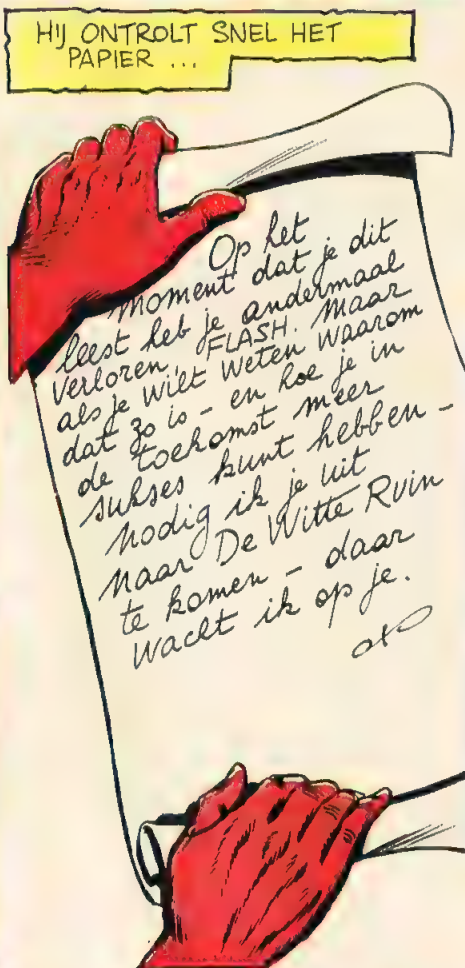 HIJ ONTROLT SNEL HET
PAPIER ...
Op het
moment dat je dit
leest heb je andermaal
verloren, FLASH. Maar
als je wilt weten waarom
dat zo is – en hoe je in
de toekomst meer
sukses kunt hebben –
nodig ik je uit
naar De Witte Ruin
te komen – daar
wacht ik op je.